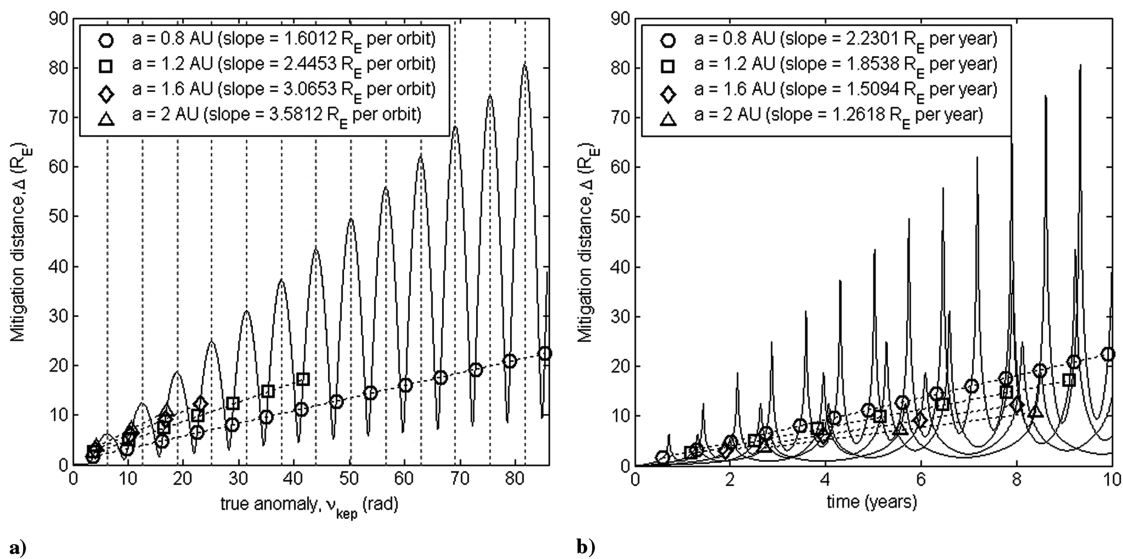 90
80
70
60
50
40
30
20
10
0
Mitigation distance, Δ (R_E)
a = 0.8 AU (slope = 1.6012 R_E per orbit)
a = 1.2 AU (slope = 2.4453 R_E per orbit)
a = 1.6 AU (slope = 3.0653 R_E per orbit)
a = 2 AU (slope = 3.5812 R_E per orbit)
0 10 20 30 40 50 60 70 80
true anomaly, ν_kep (rad)
a)
90
80
70
60
50
40
30
20
10
0
Mitigation distance, Δ (R_E)
a = 0.8 AU (slope = 2.2301 R_E per year)
a = 1.2 AU (slope = 1.8538 R_E per year)
a = 1.6 AU (slope = 1.5094 R_E per year)
a = 2 AU (slope = 1.2618 R_E per year)
0 2 4 6 8 10
time (years)
b)